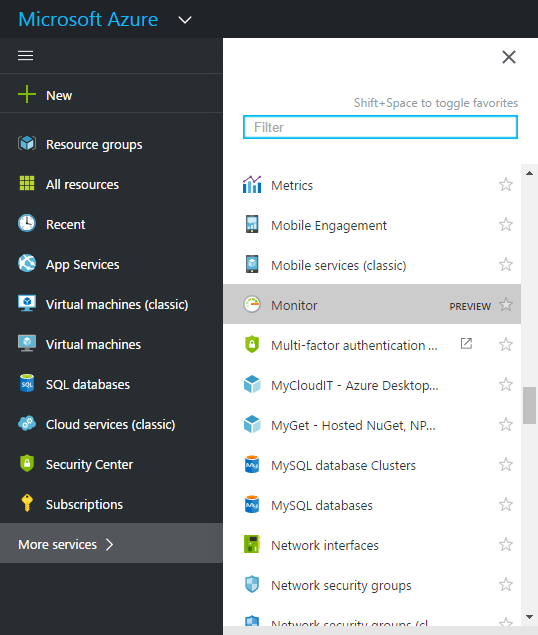 Microsoft Azure
New
Resource groups
All resources
Recent
App Services
Virtual machines (classic)
Virtual machines
SQL databases
Cloud services (classic)
Security Center
Subscriptions
More services
Shift+Space to toggle favorites
Filter
Metrics
Mobile Engagement
Mobile services (classic)
Monitor PREVIEW
Multi-factor authentication ...
MyCloudIT - Azure Desktop...
MyGet - Hosted NuGet, NP...
MySQL database Clusters
MySQL databases
Network interfaces
Network security groups
Network security groups (cl...